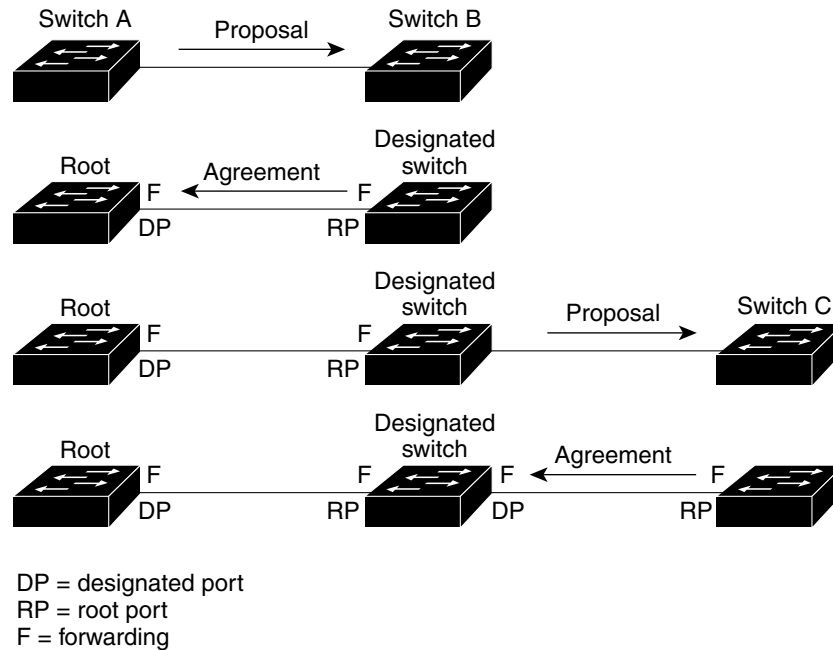 Switch A
Proposal
Switch B
Root
F
Agreement
F
Designated
switch
DP
RP
Root
F
F
Designated
switch
Proposal
Switch C
DP
RP
Root
F
F
Designated
switch
F
Agreement
F
DP
RP
DP
RP
DP = designated port
RP = root port
F = forwarding